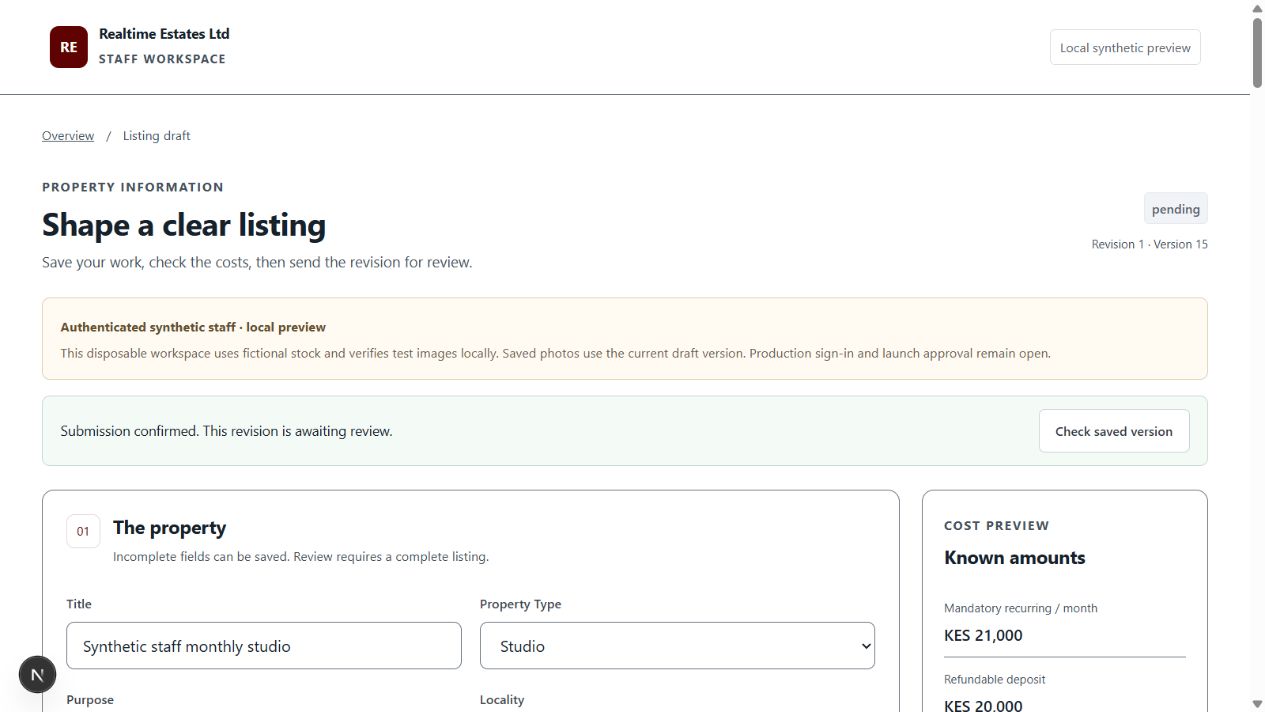 RE
Realtime Estates Ltd
STAFF WORKSPACE
Local synthetic preview
Overview / Listing draft
PROPERTY INFORMATION
Shape a clear listing
Save your work, check the costs, then send the revision for review.
pending
Revision 1 · Version 15
Authenticated synthetic staff · local preview
This disposable workspace uses fictional stock and verifies test images locally. Saved photos use the current draft version. Production sign-in and launch approval remain open.
Submission confirmed. This revision is awaiting review.
Check saved version
01
The property
Incomplete fields can be saved. Review requires a complete listing.
Title
Property Type
Synthetic staff monthly studio
Studio
Purpose
Locality
COST PREVIEW
Known amounts
Mandatory recurring / month
KES 21,000
Refundable deposit
KES 20,000
N